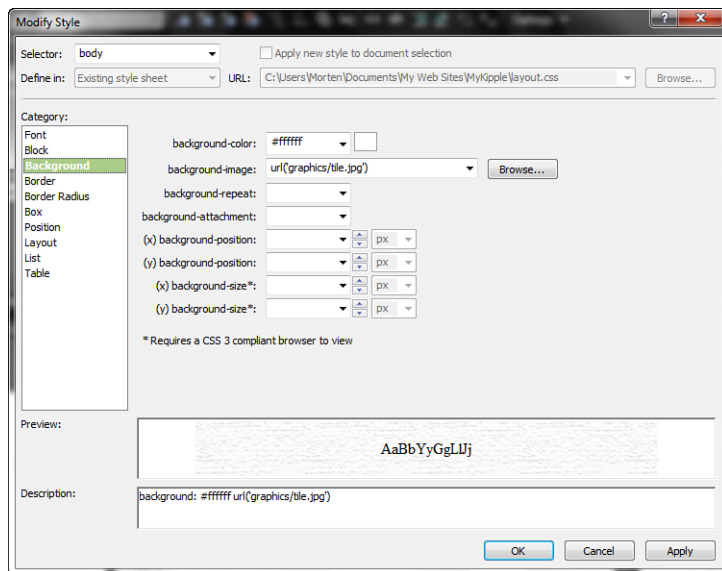 Modify Style
Selector: body Apply new style to document selection
Define in: Existing style sheet URL: C:\Users\Morten\Documents\My Web Sites\MyKipple\layout.css Browse...
Category:
Font
Block
Background
Border
Border Radius
Box
Position
Layout
List
Table
background-color: #ffffff
background-image: url('graphics/tile.jpg') Browse...
background-repeat:
background-attachment:
(x) background-position: px
(y) background-position: px
(x) background-size*: px
(y) background-size*: px
* Requires a CSS 3 compliant browser to view
Preview: AaBbYyGgLlJj
Description: background: #ffffff url('graphics/tile.jpg')
OK Cancel Apply